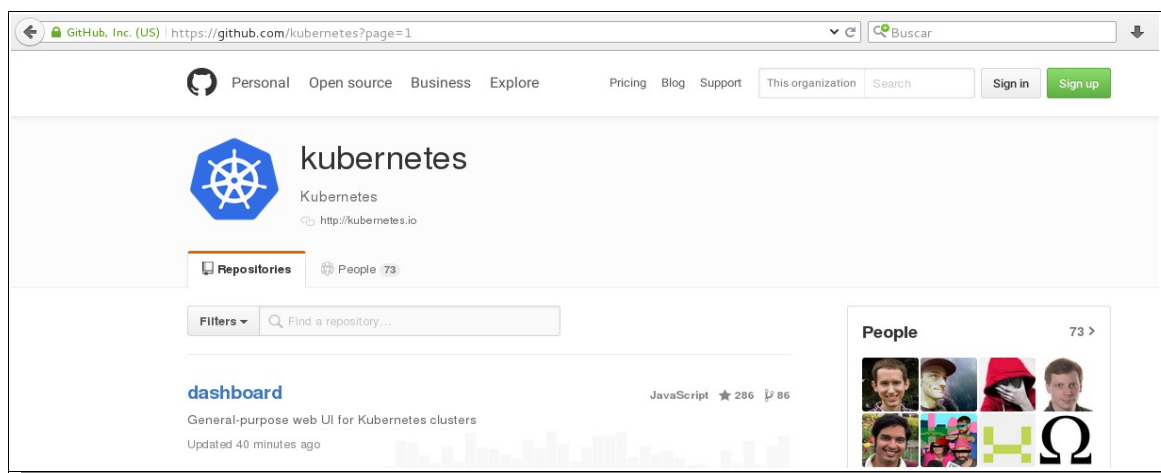 GitHub, Inc. (US) https://github.com/kubernetes?page=1 Buscar
Personal Open source Business Explore Pricing Blog Support This organization Search Sign in Sign up
kubernetes
Kubernetes
http://kubernetes.io
Repositories People 73
Filters Find a repository...
People 73
dashboard JavaScript 286 86
General-purpose web UI for Kubernetes clusters
Updated 40 minutes ago
Ω